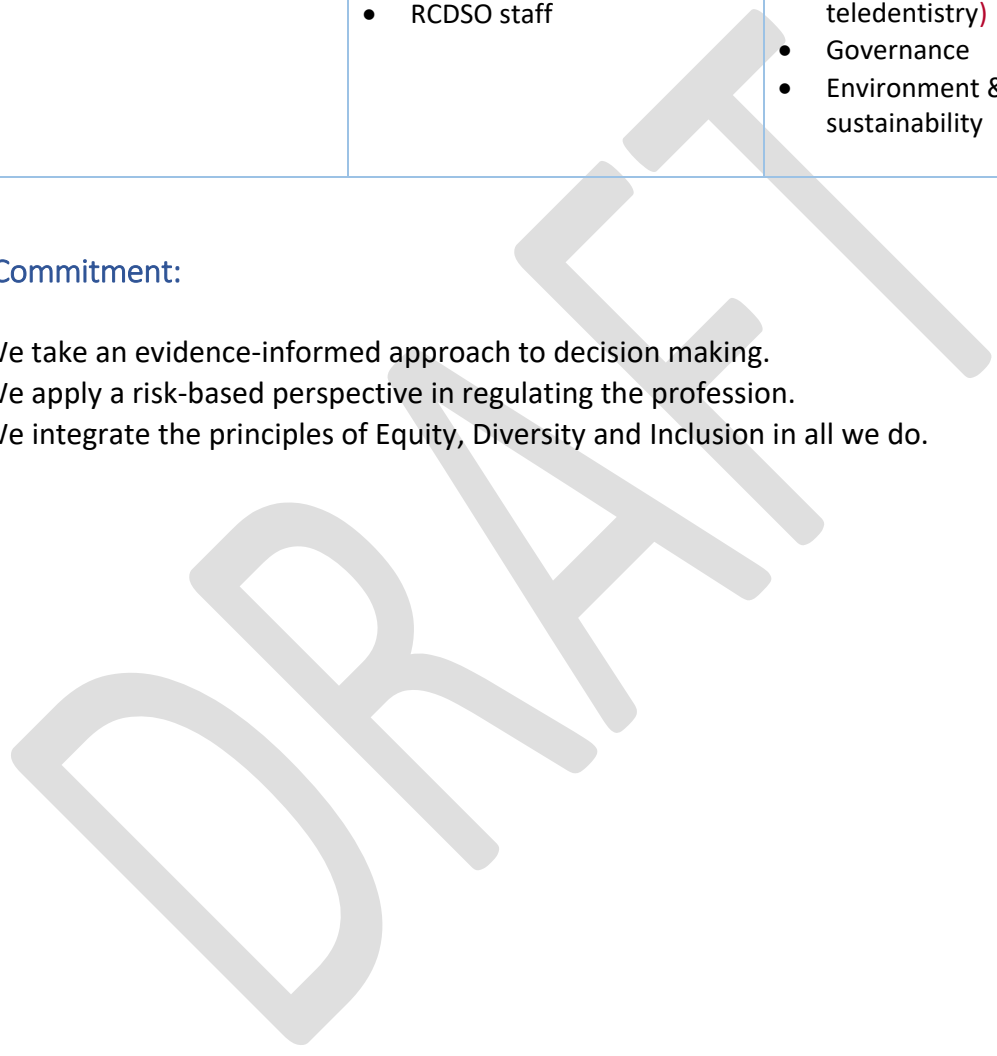 • RCDSO staff
teledentistry)
• Governance
• Environment &
sustainability
Commitment:
We take an evidence-informed approach to decision making.
We apply a risk-based perspective in regulating the profession.
We integrate the principles of Equity, Diversity and Inclusion in all we do.
DRAFT